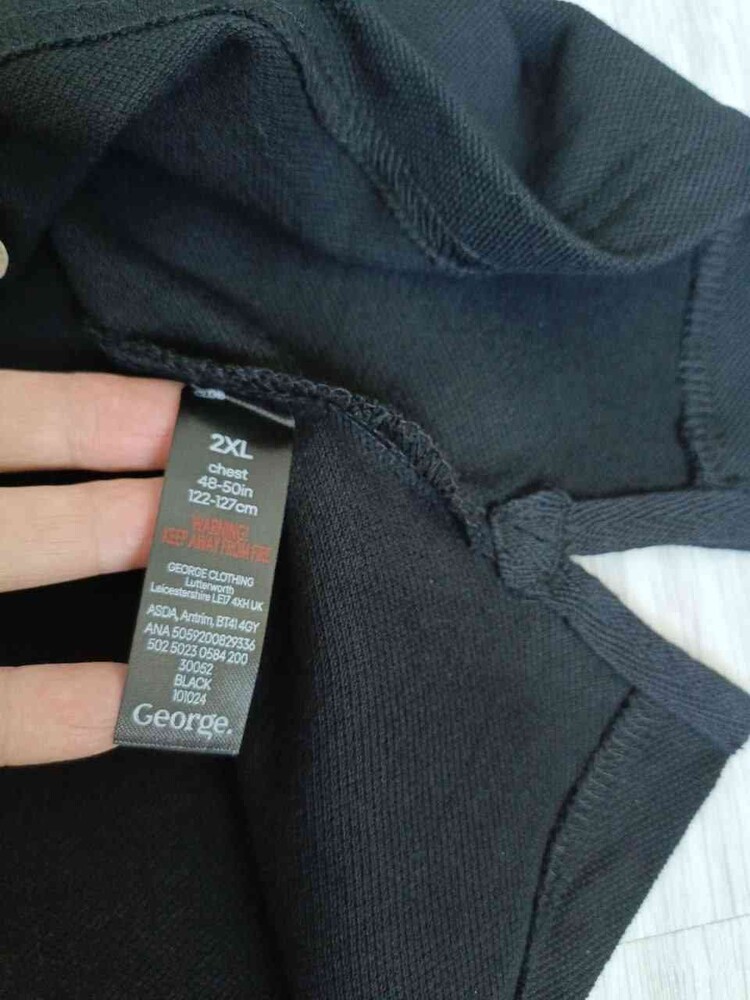 2XL
chest
48-50in
122-127cm
WARNING!
KEEP AWAY FROM FIRE
GEORGE CLOTHING
Lutterworth
Leicestershire LE17 4XH UK
ASDA, Antrim, BT41 4GY
ANA 5059200829336
502 5023 0584 200
30052
BLACK
101024
George.